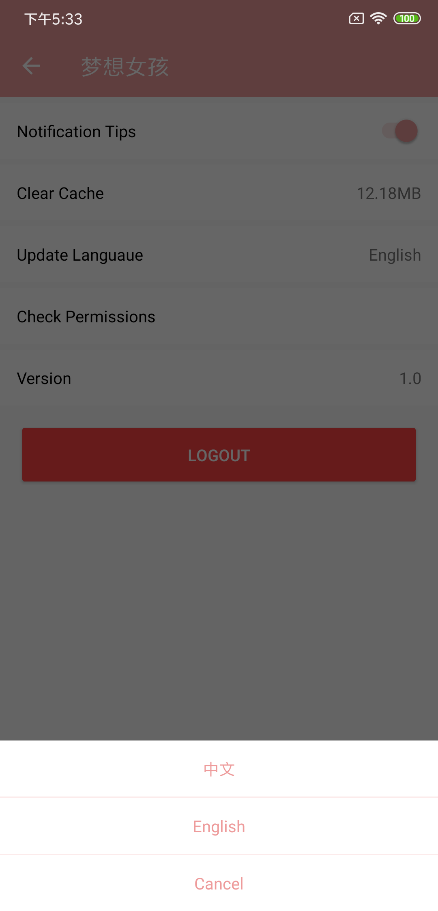 下午5:33
100
梦想女孩
Notification Tips
Clear Cache 12.18MB
Update Languaue English
Check Permissions
Version 1.0
LOGOUT
中文
English
Cancel